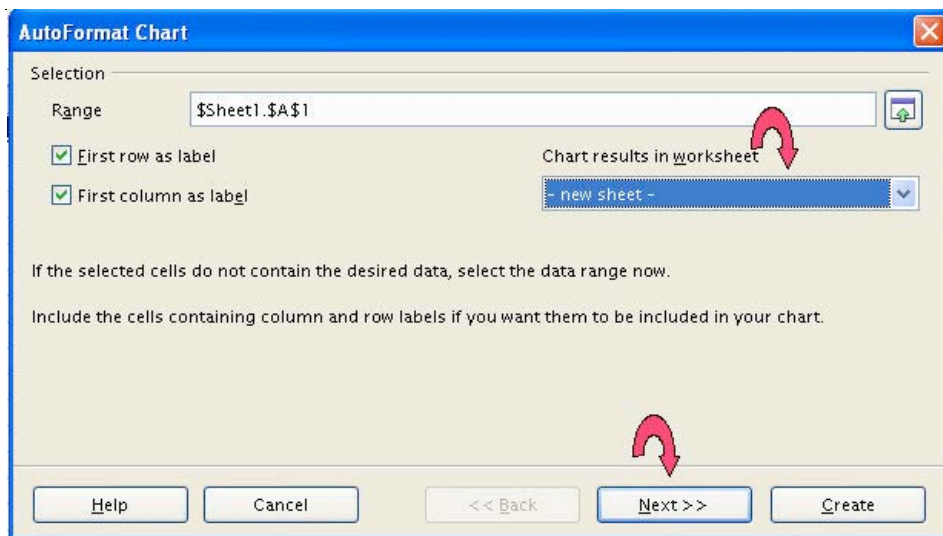 AutoFormat Chart
Selection
Range $Sheet1.$A$1
First row as label Chart results in worksheet
First column as label - new sheet -
If the selected cells do not contain the desired data, select the data range now.
Include the cells containing column and row labels if you want them to be included in your chart.
Help Cancel << Back Next >> Create